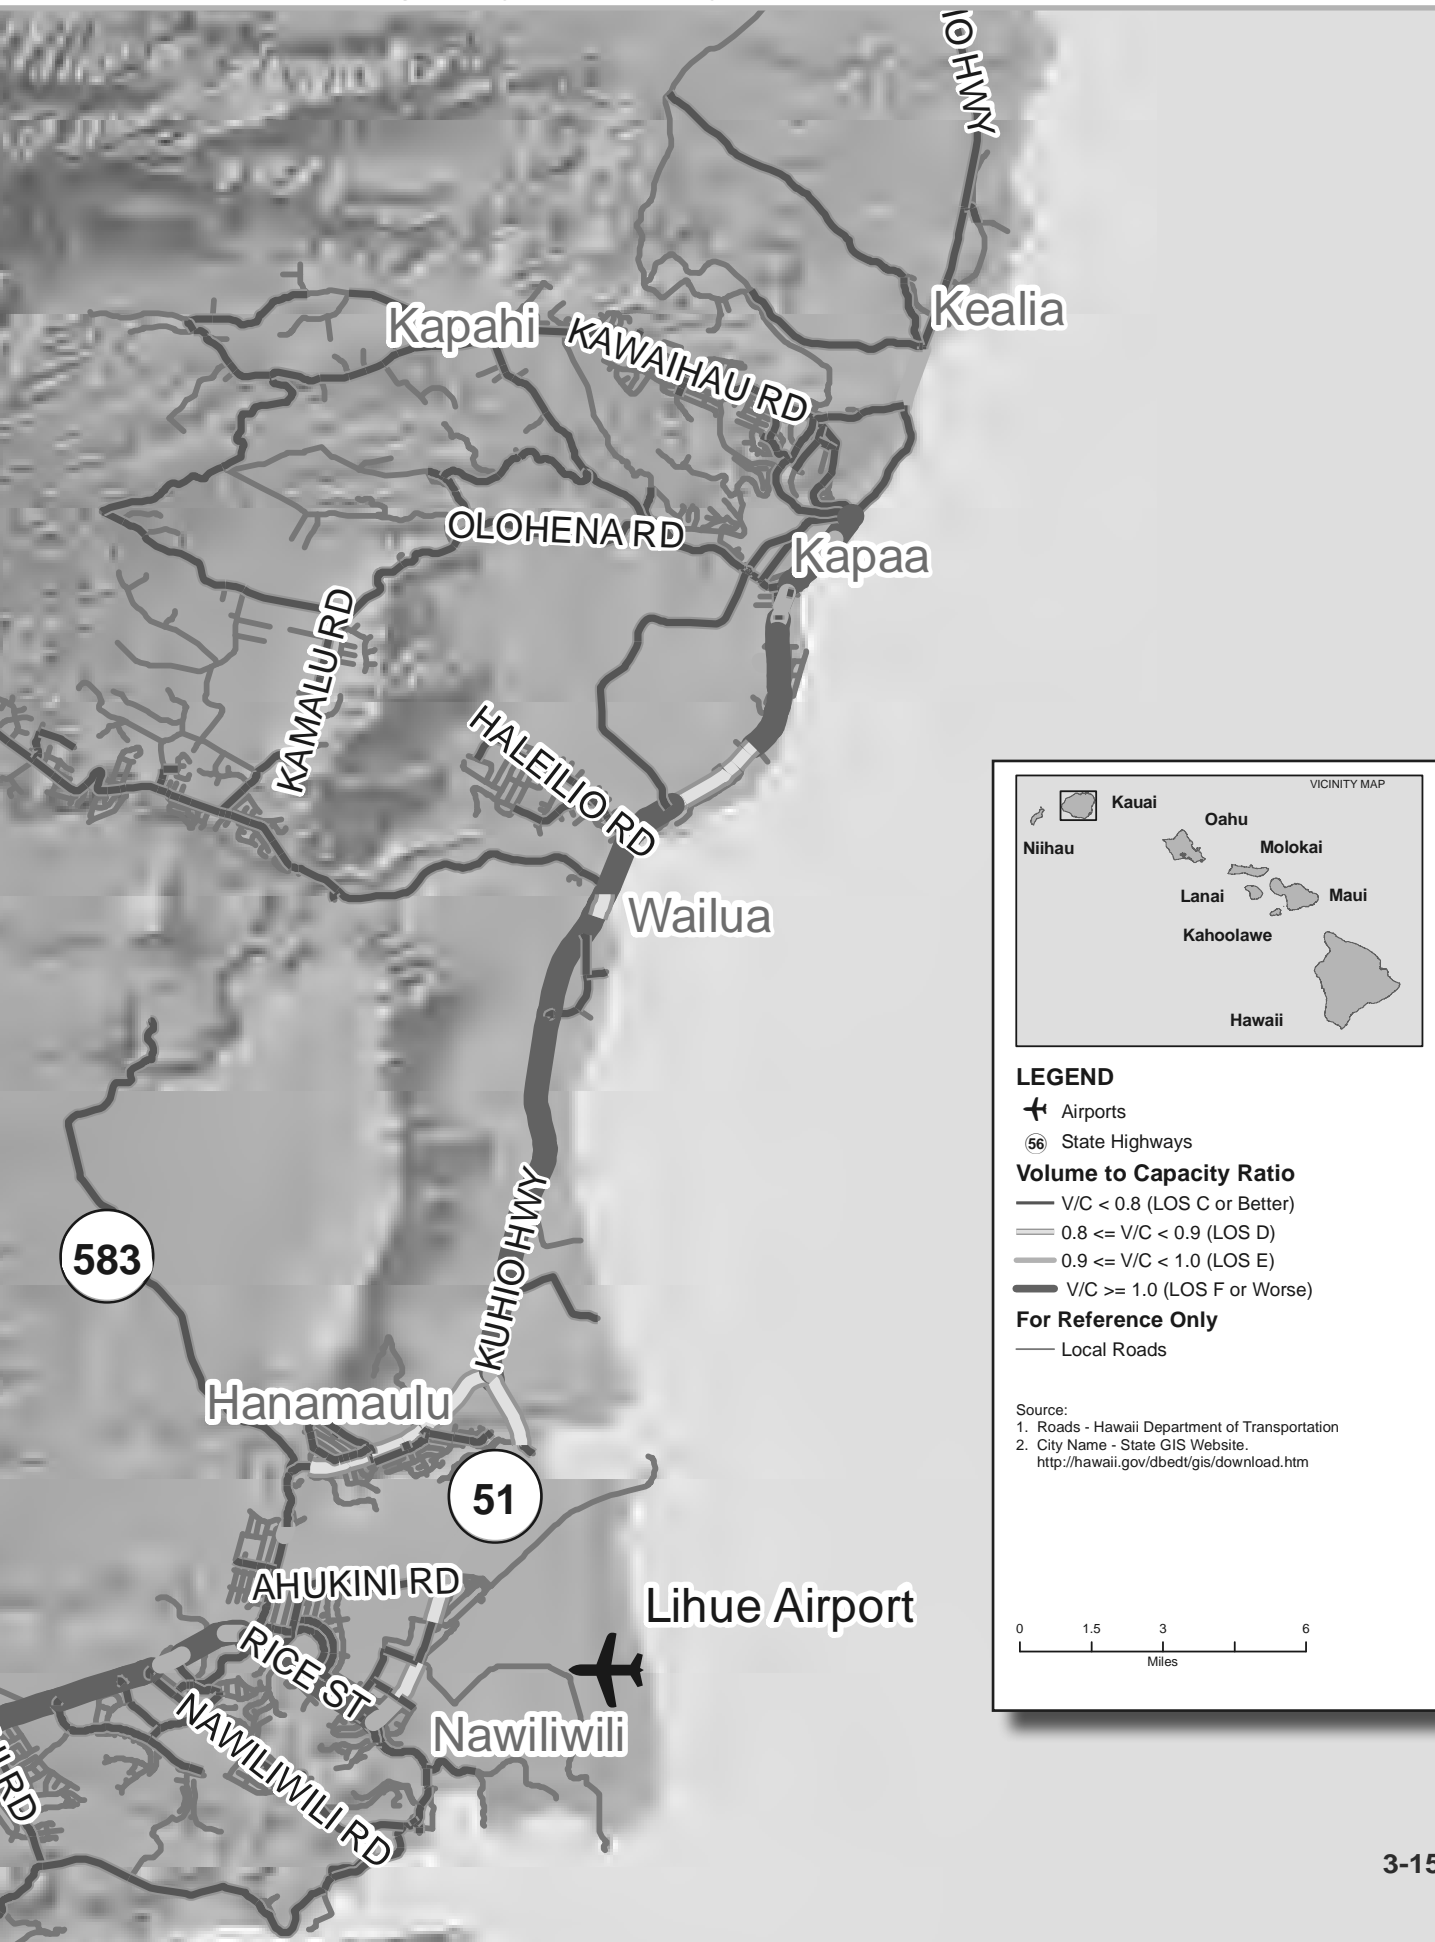 IO HWY
Kealia
Kapahi
KAWAIHAU RD
OLOHENA RD
Kapaa
KAMALU RD
HALEILIO RD
Wailua
KUHIO HWY
583
Hanamaulu
51
AHUKINI RD
Lihue Airport
RICE ST
Nawiliwili
NAWILIWILI RD
RD
VICINITY MAP
Kauai
Oahu
Niihau
Molokai
Lanai
Maui
Kahoolawe
Hawaii
LEGEND
Airports
56 State Highways
Volume to Capacity Ratio
V/C < 0.8 (LOS C or Better)
0.8 <= V/C < 0.9 (LOS D)
0.9 <= V/C < 1.0 (LOS E)
V/C >= 1.0 (LOS F or Worse)
For Reference Only
Local Roads
Source:
1. Roads - Hawaii Department of Transportation
2. City Name - State GIS Website.
http://hawaii.gov/dbedt/gis/download.htm
0 1.5 3 6
Miles
3-15